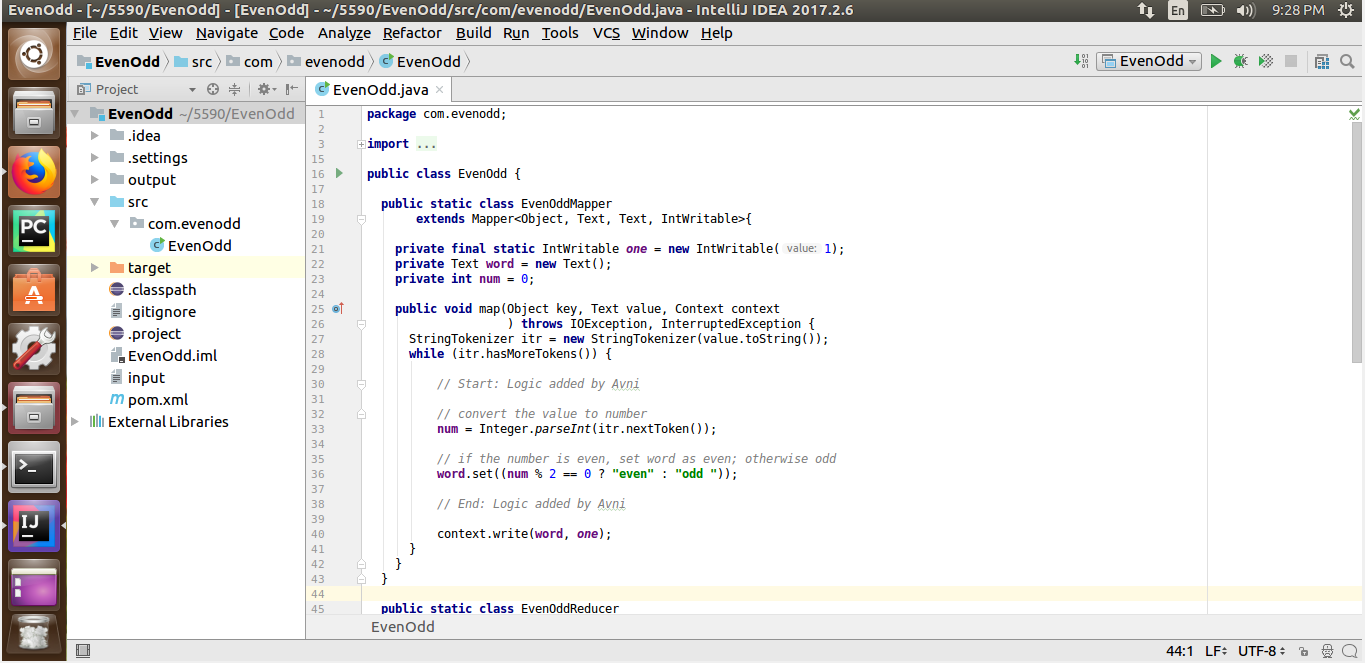 EvenOdd - [~/5590/EvenOdd] - [EvenOdd] - ~/5590/EvenOdd/src/com/evenodd/EvenOdd.java - IntelliJ IDEA 2017.2.6
En
9:28 PM
File Edit View Navigate Code Analyze Refactor Build Run Tools VCS Window Help
EvenOdd src com evenodd EvenOdd
EvenOdd
Project
EvenOdd.java
EvenOdd ~/5590/EvenOdd
.idea
.settings
output
src
com.evenodd
EvenOdd
target
.classpath
.gitignore
.project
EvenOdd.iml
input
pom.xml
External Libraries
PC
A
IJ
1 package com.evenodd;
2
3 import ...
15
16 public class EvenOdd {
17
18 public static class EvenOddMapper
19 extends Mapper<Object, Text, Text, IntWritable>{
20
21 private final static IntWritable one = new IntWritable( value: 1);
22 private Text word = new Text();
23 private int num = 0;
24
25 public void map(Object key, Text value, Context context
26 ) throws IOException, InterruptedException {
27 StringTokenizer itr = new StringTokenizer(value.toString());
28 while (itr.hasMoreTokens()) {
29
30 // Start: Logic added by Avni
31
32 // convert the value to number
33 num = Integer.parseInt(itr.nextToken());
34
35 // if the number is even, set word as even; otherwise odd
36 word.set((num % 2 == 0 ? "even" : "odd "));
37
38 // End: Logic added by Avni
39
40 context.write(word, one);
41 }
42 }
43 }
44
45 public static class EvenOddReducer
EvenOdd
44:1 LF UTF-8